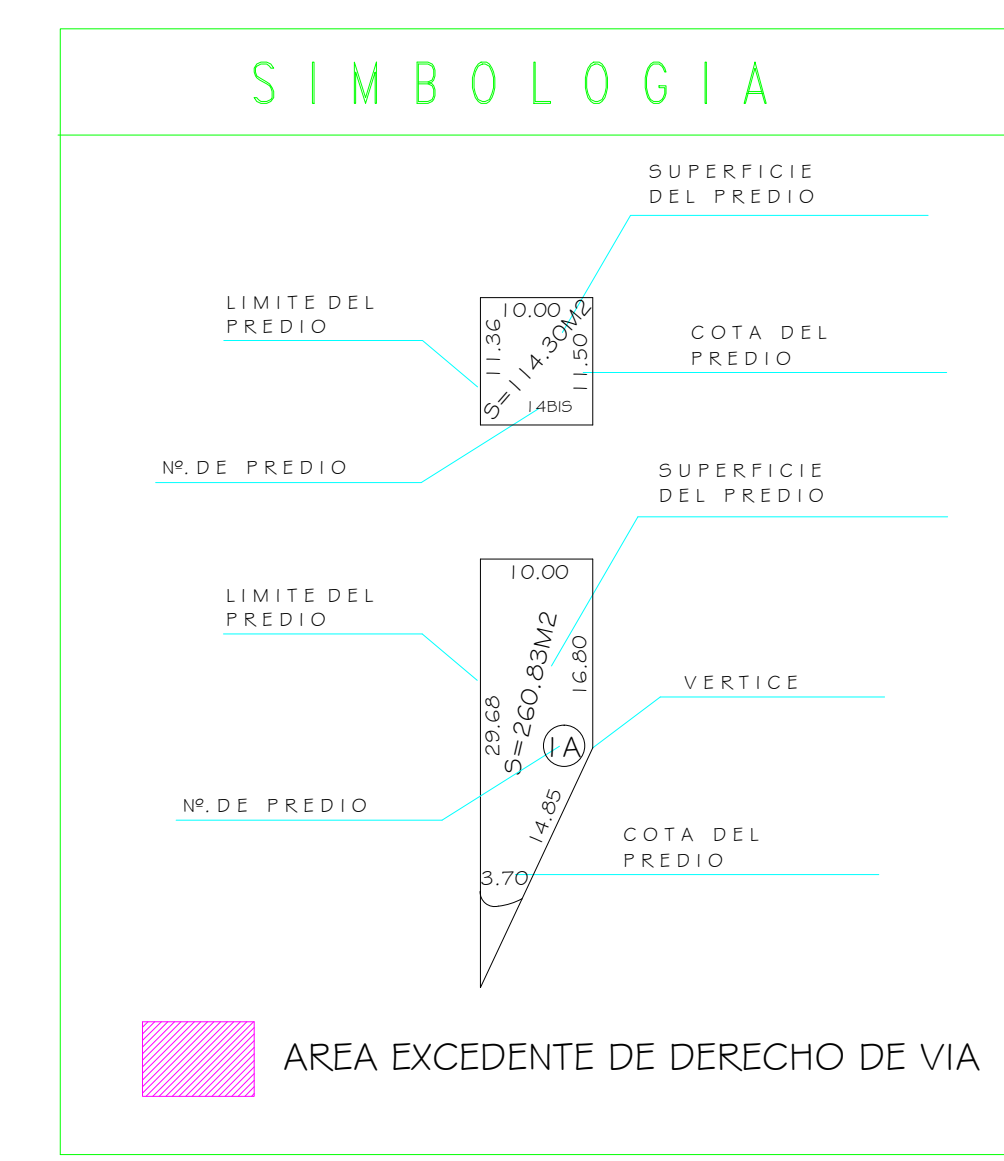 SIMBOLOGIA
SUPERFICIE
DEL PREDIO
LIMITE DEL
PREDIO
10.00
11.36
S=114.30M2
11.50
14BIS
COTA DEL
PREDIO
Nº. DE PREDIO
SUPERFICIE
DEL PREDIO
LIMITE DEL
PREDIO
10.00
S=260.83M2
16.80
29.68
1A
VERTICE
Nº. DE PREDIO
14.85
COTA DEL
PREDIO
3.70
AREA EXCEDENTE DE DERECHO DE VIA